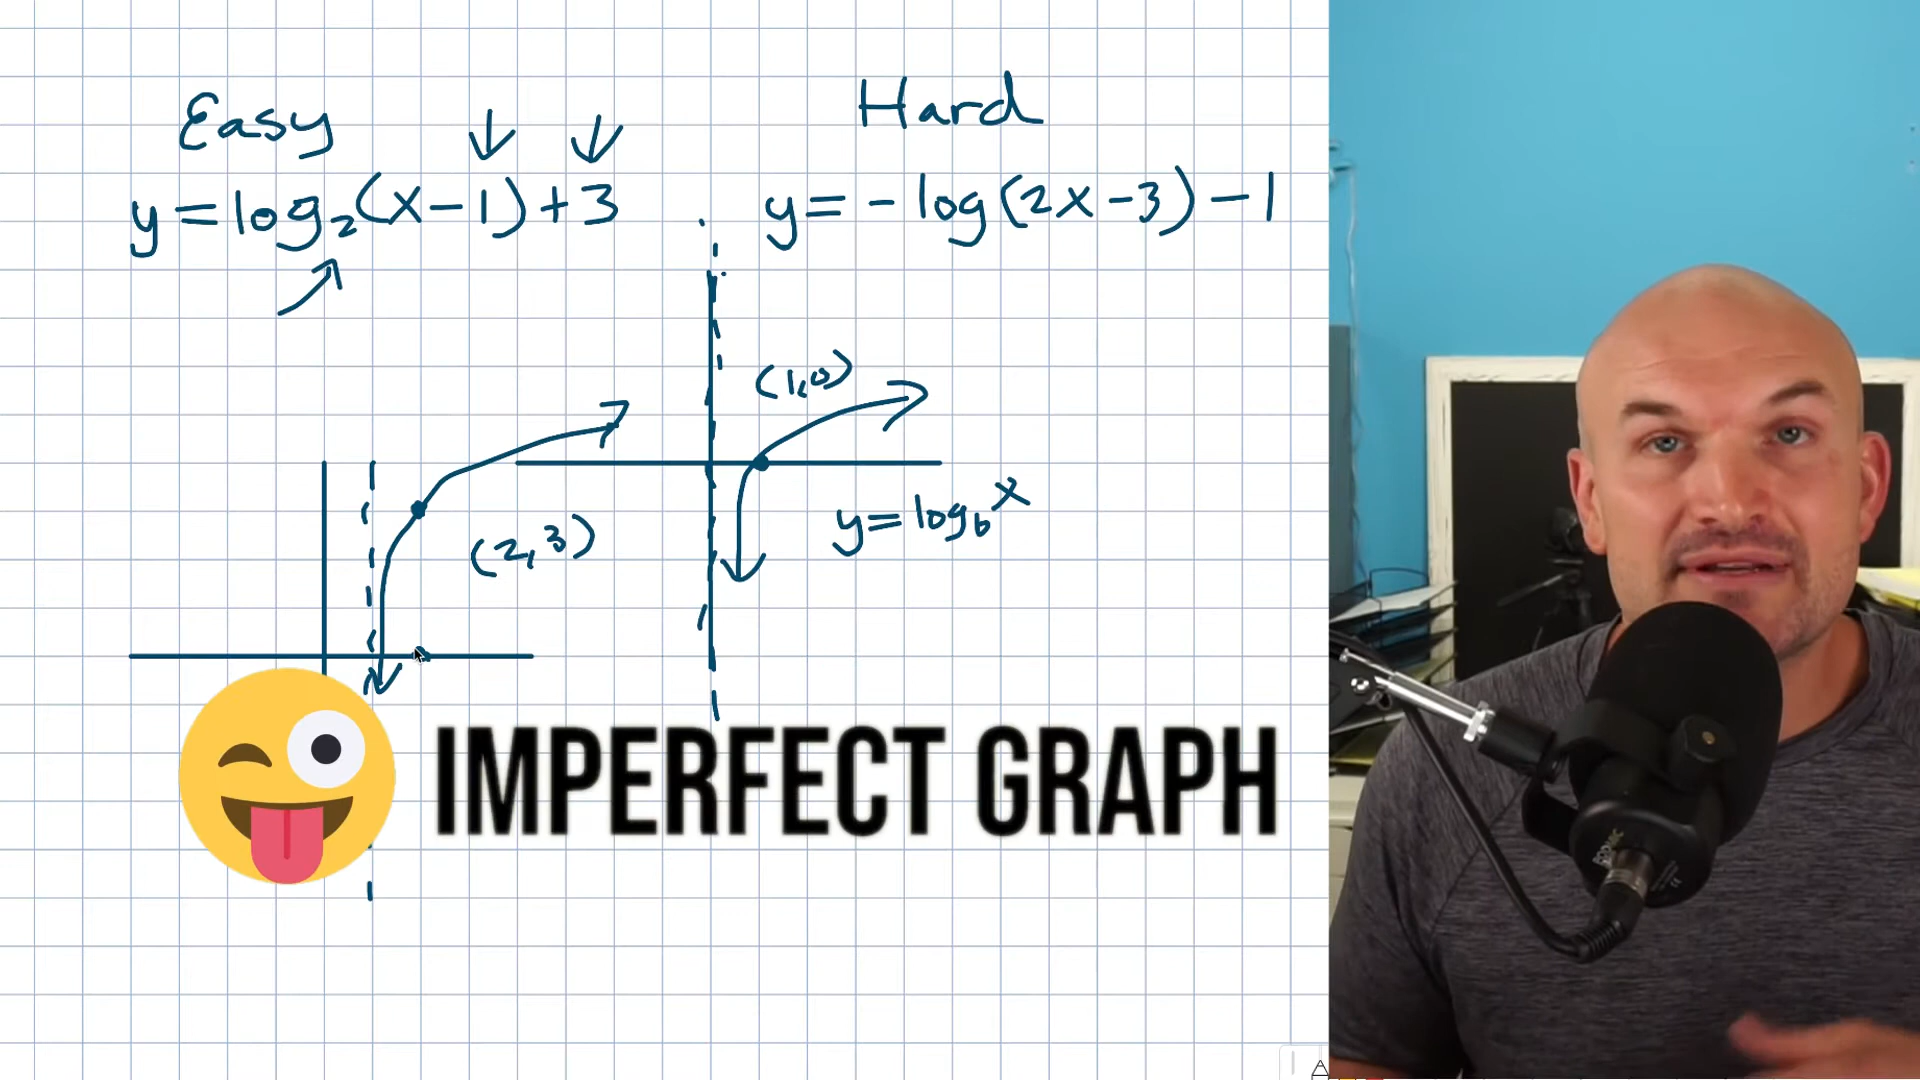 Easy
Hard
y=log₂(x-1)+3
y=-log(2x-3)-1
(1,0)
(2,3)
y=log_b x
IMPERFECT GRAPH